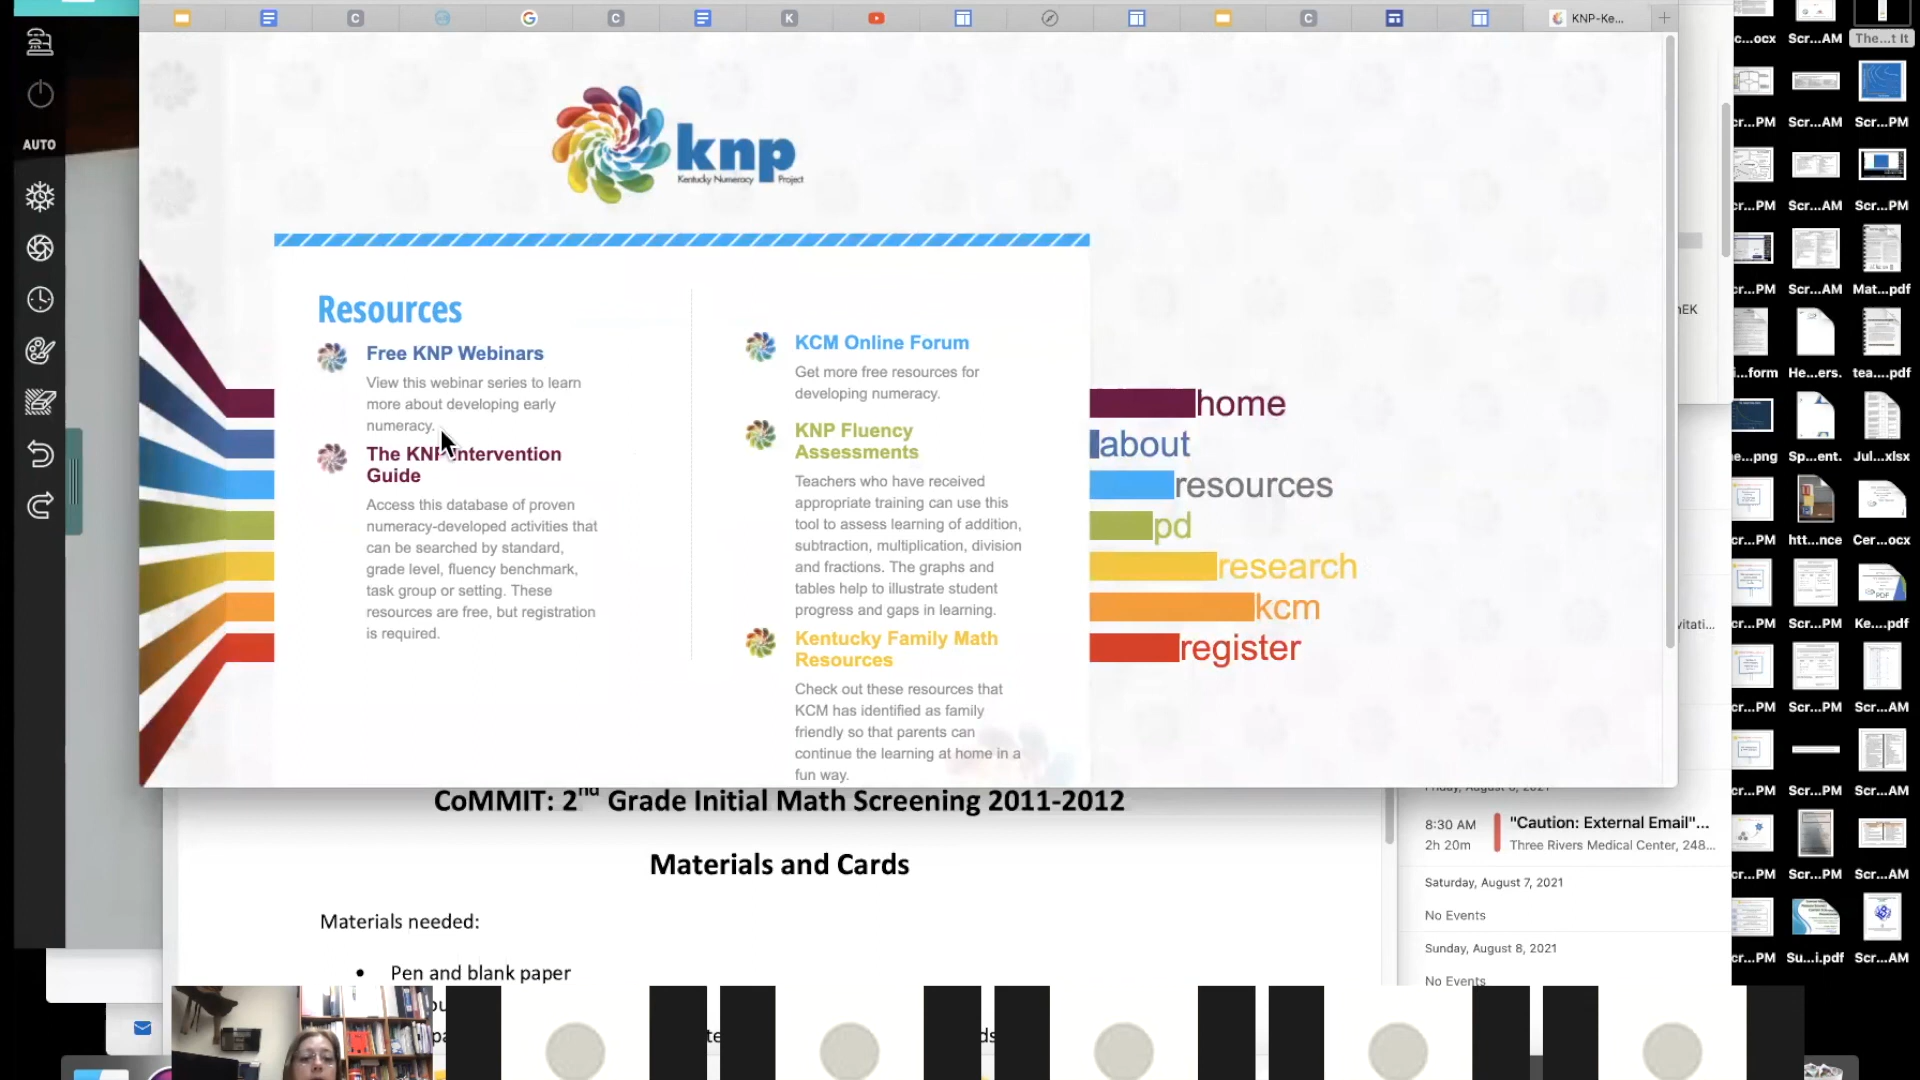 AUTO
KNP-Ke...
knp
Kentucky Numeracy Project
Resources
Free KNP Webinars
View this webinar series to learn
more about developing early
numeracy.
The KNP Intervention
Guide
Access this database of proven
numeracy-developed activities that
can be searched by standard,
grade level, fluency benchmark,
task group or setting. These
resources are free, but registration
is required.
KCM Online Forum
Get more free resources for
developing numeracy.
KNP Fluency
Assessments
Teachers who have received
appropriate training can use this
tool to assess learning of addition,
subtraction, multiplication, division
and fractions. The graphs and
tables help to illustrate student
progress and gaps in learning.
Kentucky Family Math
Resources
Check out these resources that
KCM has identified as family
friendly so that parents can
continue the learning at home in a
fun way.
home
about
resources
pd
research
kcm
register
CoMMIT: 2nd Grade Initial Math Screening 2011-2012
Materials and Cards
Materials needed:
• Pen and blank paper
8:30 AM "Caution: External Email"...
2h 20m Three Rivers Medical Center, 248...
Saturday, August 7, 2021
No Events
Sunday, August 8, 2021
No Events
c...ocx Scr...AM The...t It
cr...PM Scr...AM Scr...PM
cr...PM Scr...AM Scr...PM
cr...PM Scr...AM Mat...pdf
i...form He...ers. tea....pdf
e...png Sp...ent. Jul...xlsx
cr...PM htt...nce Cer...ocx
cr...PM Scr...PM Ke....pdf
cr...PM Scr...PM Scr...AM
cr...PM Scr...PM Scr...AM
cr...PM Scr...PM Scr...AM
cr...PM Su...i.pdf Scr...AM